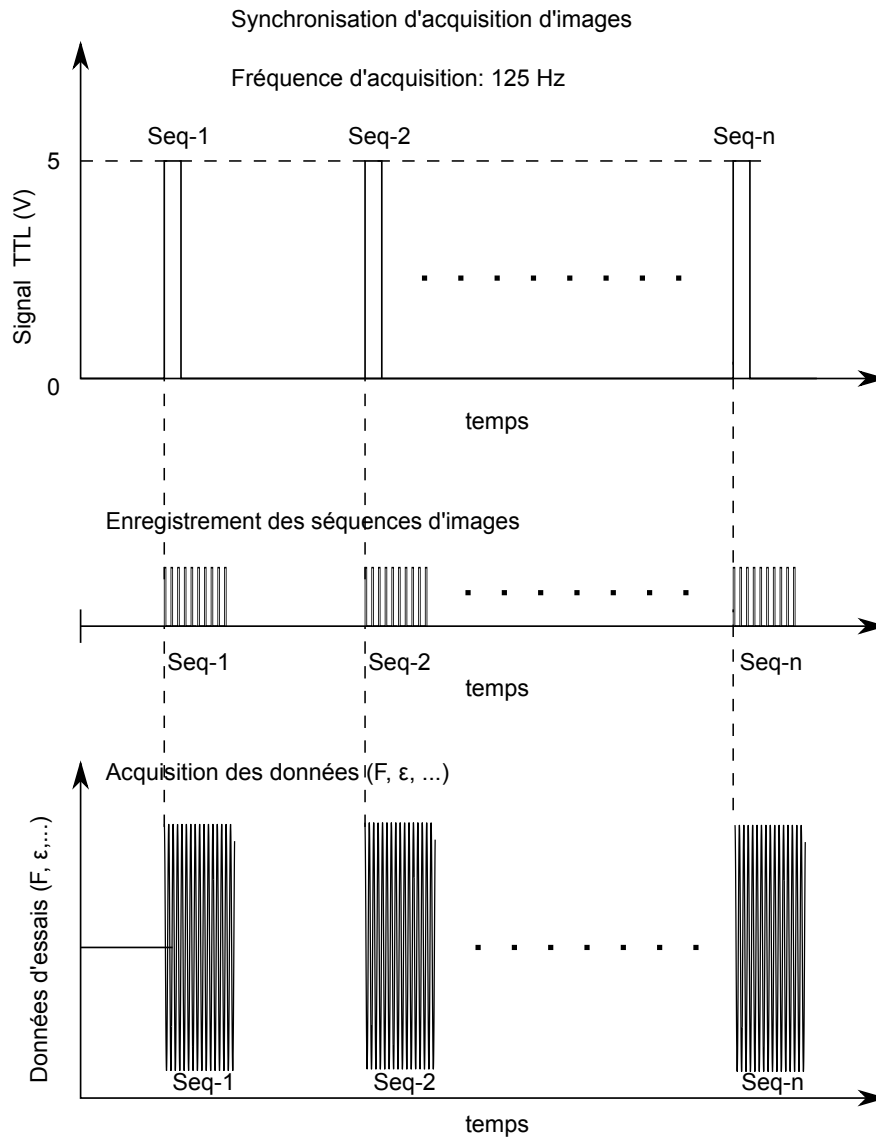 Synchronisation d'acquisition d'images
Fréquence d'acquisition: 125 Hz
Seq-1 Seq-2 Seq-n
5
Signal TTL (V)
0
temps
Enregistrement des séquences d'images
Seq-1 Seq-2 Seq-n
temps
Acquisition des données (F, ε, ...)
Données d'essais (F, ε,...)
Seq-1 Seq-2 Seq-n
temps